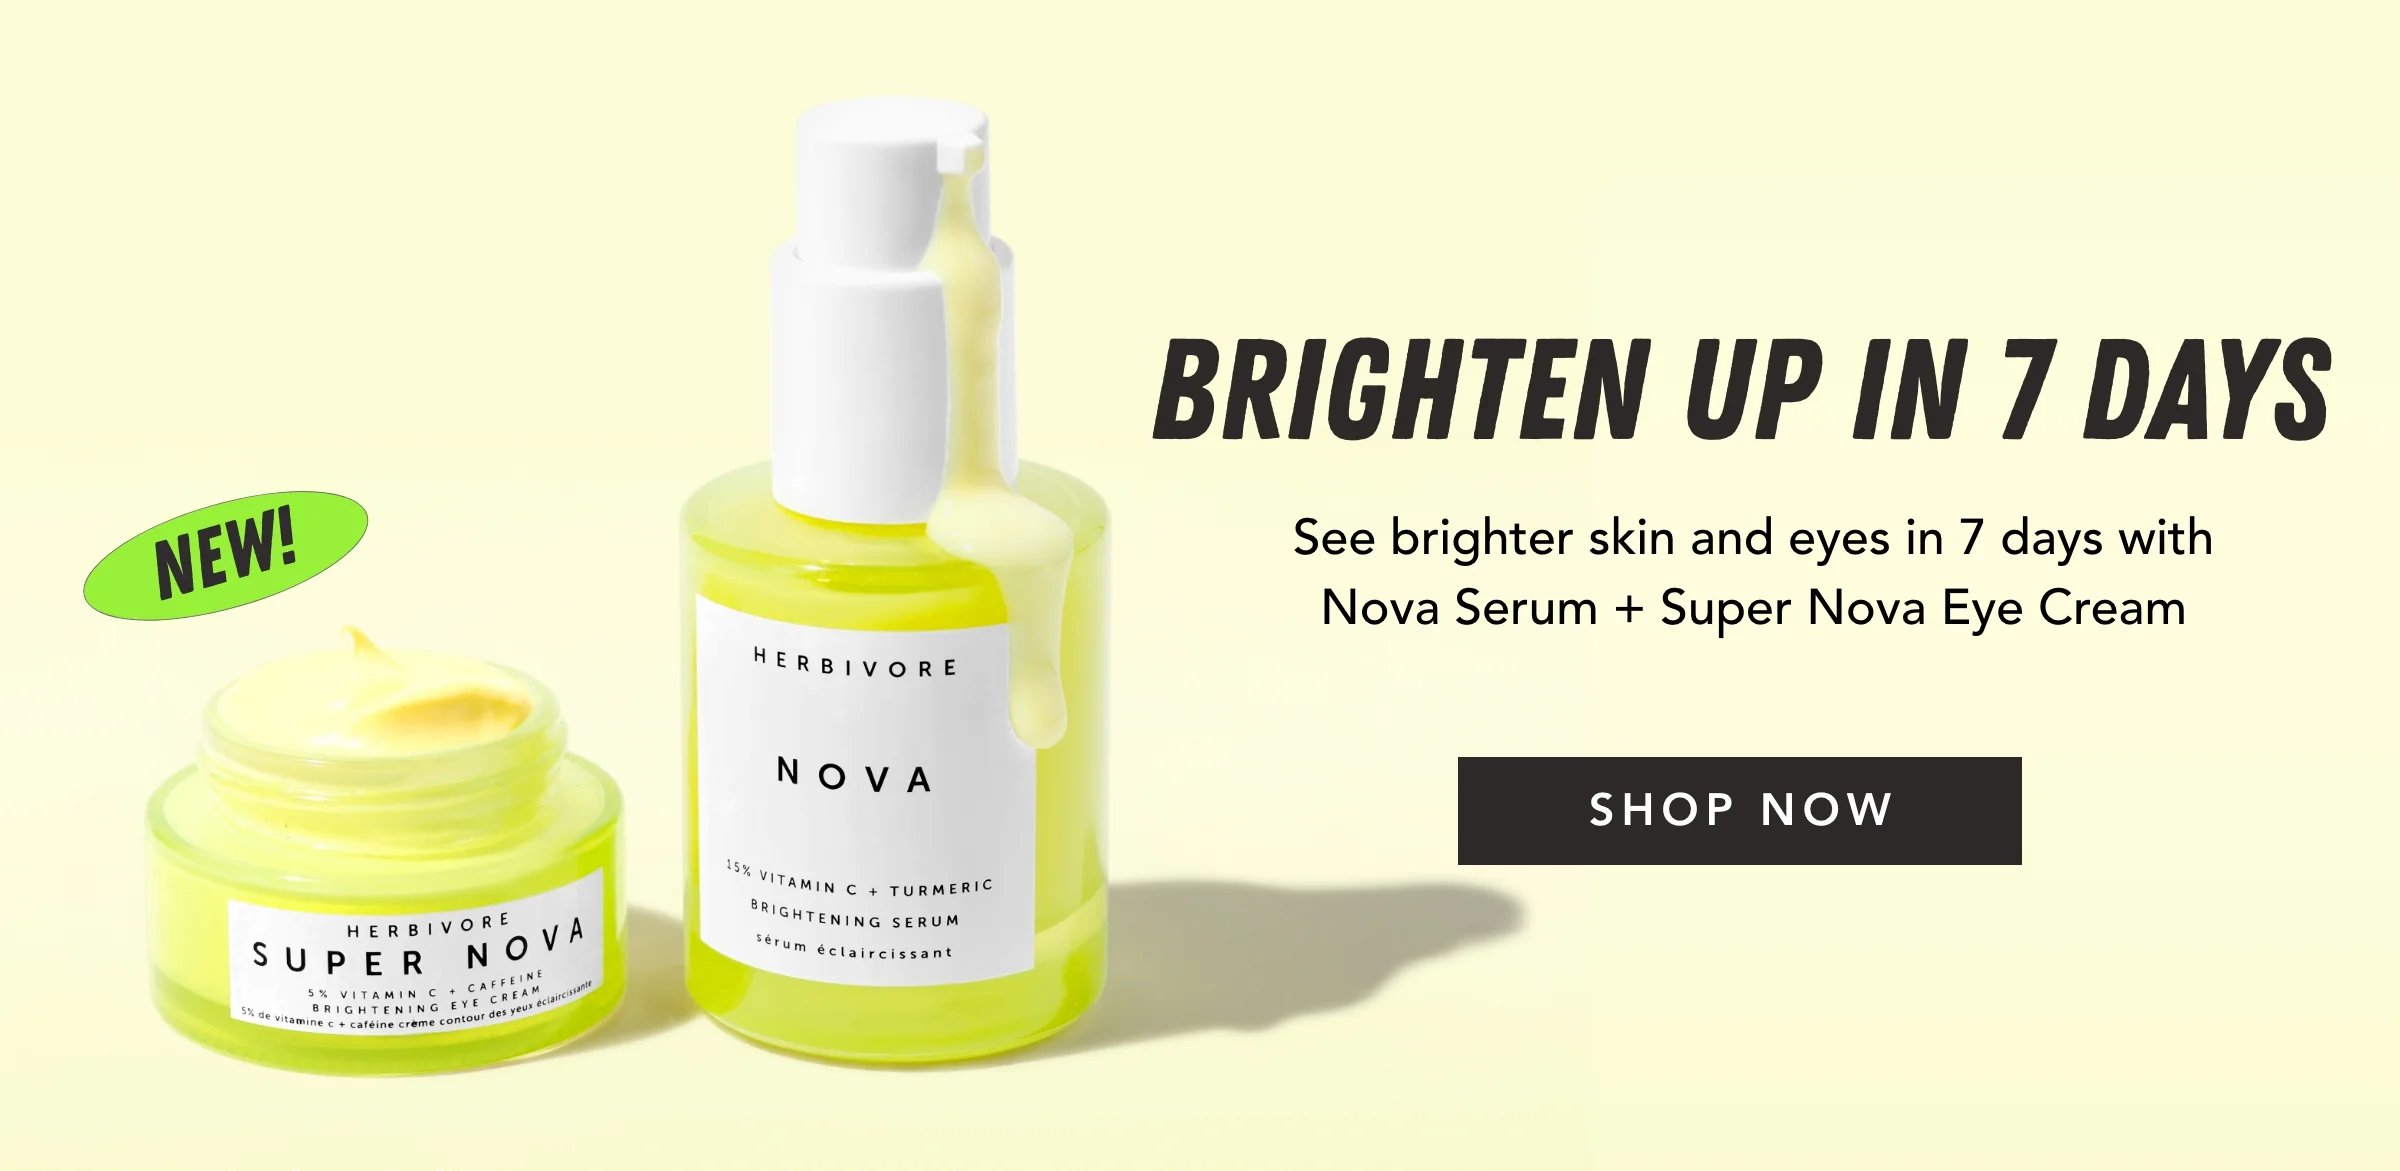 NEW!
HERBIVORE
SUPER NOVA
5% VITAMIN C + CAFFEINE
BRIGHTENING EYE CREAM
5% de vitamine c + caféine crème contour des yeux éclaircissante
HERBIVORE
NOVA
15% VITAMIN C + TURMERIC
BRIGHTENING SERUM
sérum éclaircissant
BRIGHTEN UP IN 7 DAYS
See brighter skin and eyes in 7 days with
Nova Serum + Super Nova Eye Cream
SHOP NOW